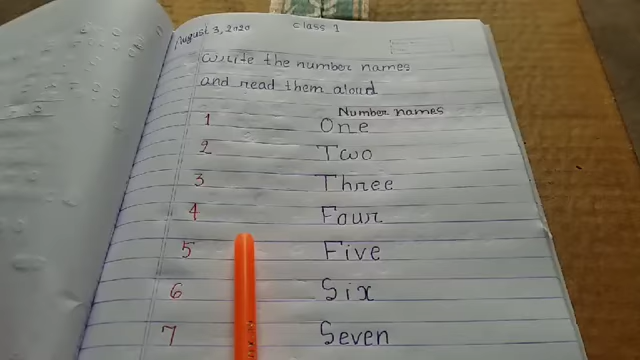 August 3, 2020 class 1
Write the number names
and read them aloud
Number names
1 One
2 Two
3 Three
4 Four
5 Five
6 Six
7 Seven